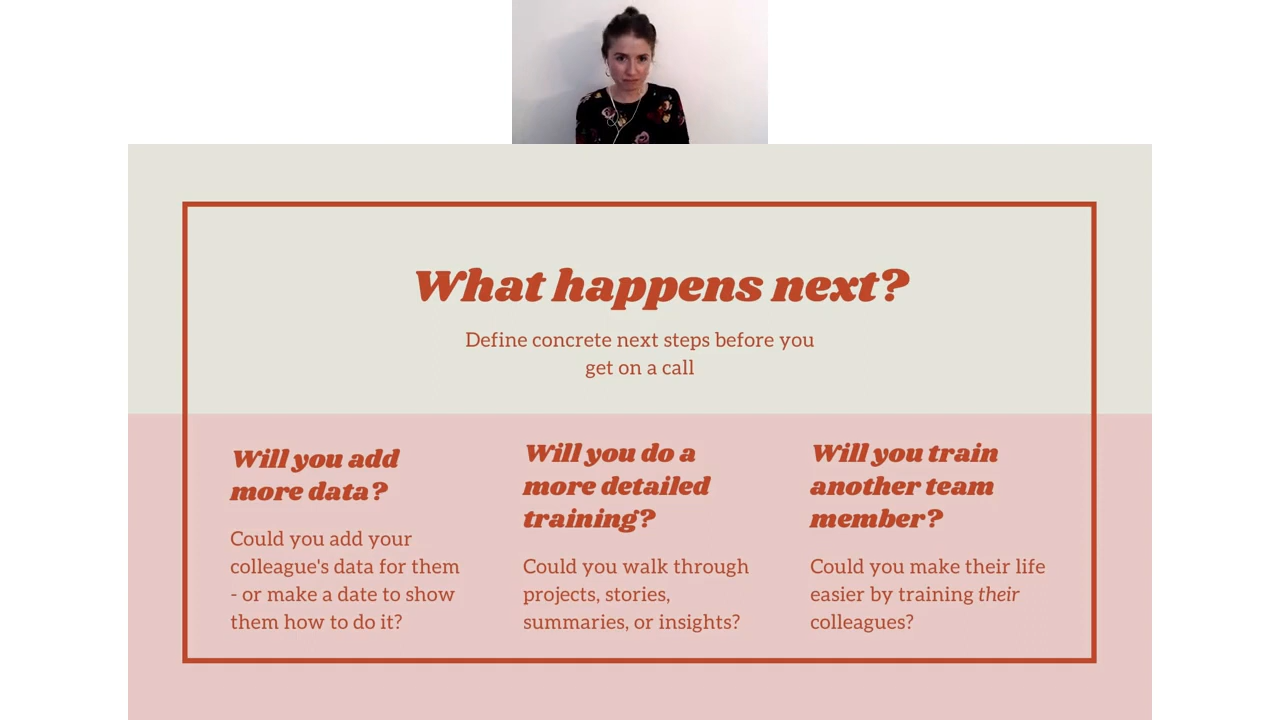 What happens next?
Define concrete next steps before you
get on a call
Will you add
more data?
Could you add your
colleague's data for them
- or make a date to show
them how to do it?
Will you do a
more detailed
training?
Could you walk through
projects, stories,
summaries, or insights?
Will you train
another team
member?
Could you make their life
easier by training their
colleagues?